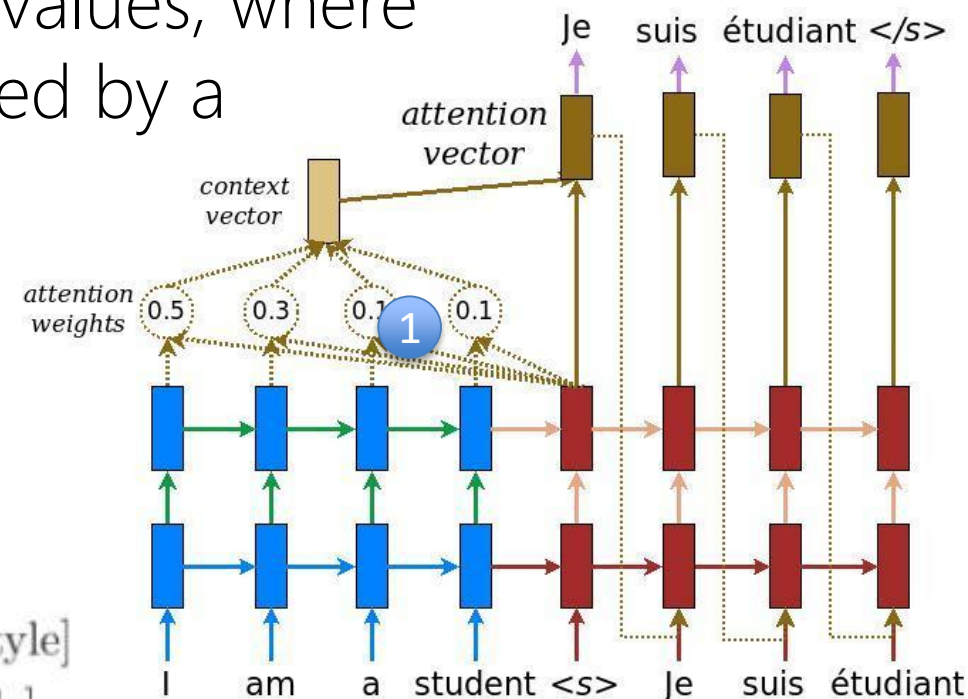 values, where
ed by a
Je suis étudiant </s>
attention
vector
context
vector
attention
weights
0.5 0.3 0.1 0.1
1
yle]
I am a student <s> Je suis étudiant